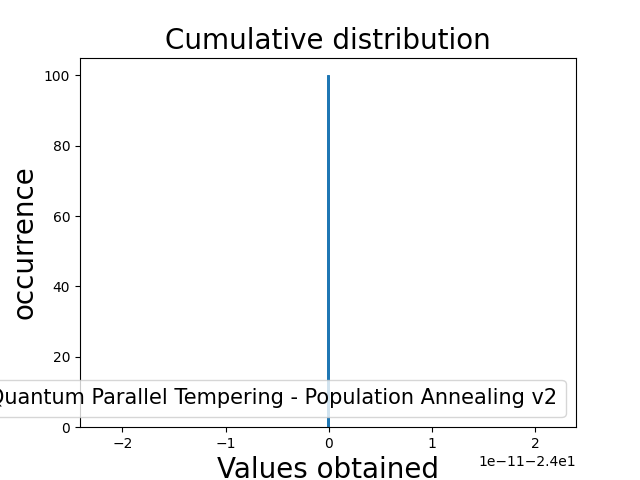 Cumulative distribution
occurrence
100
80
60
40
20
0
Quantum Parallel Tempering - Population Annealing v2
−2
−1
0
1
2
1e−11−2.4e1
Values obtained